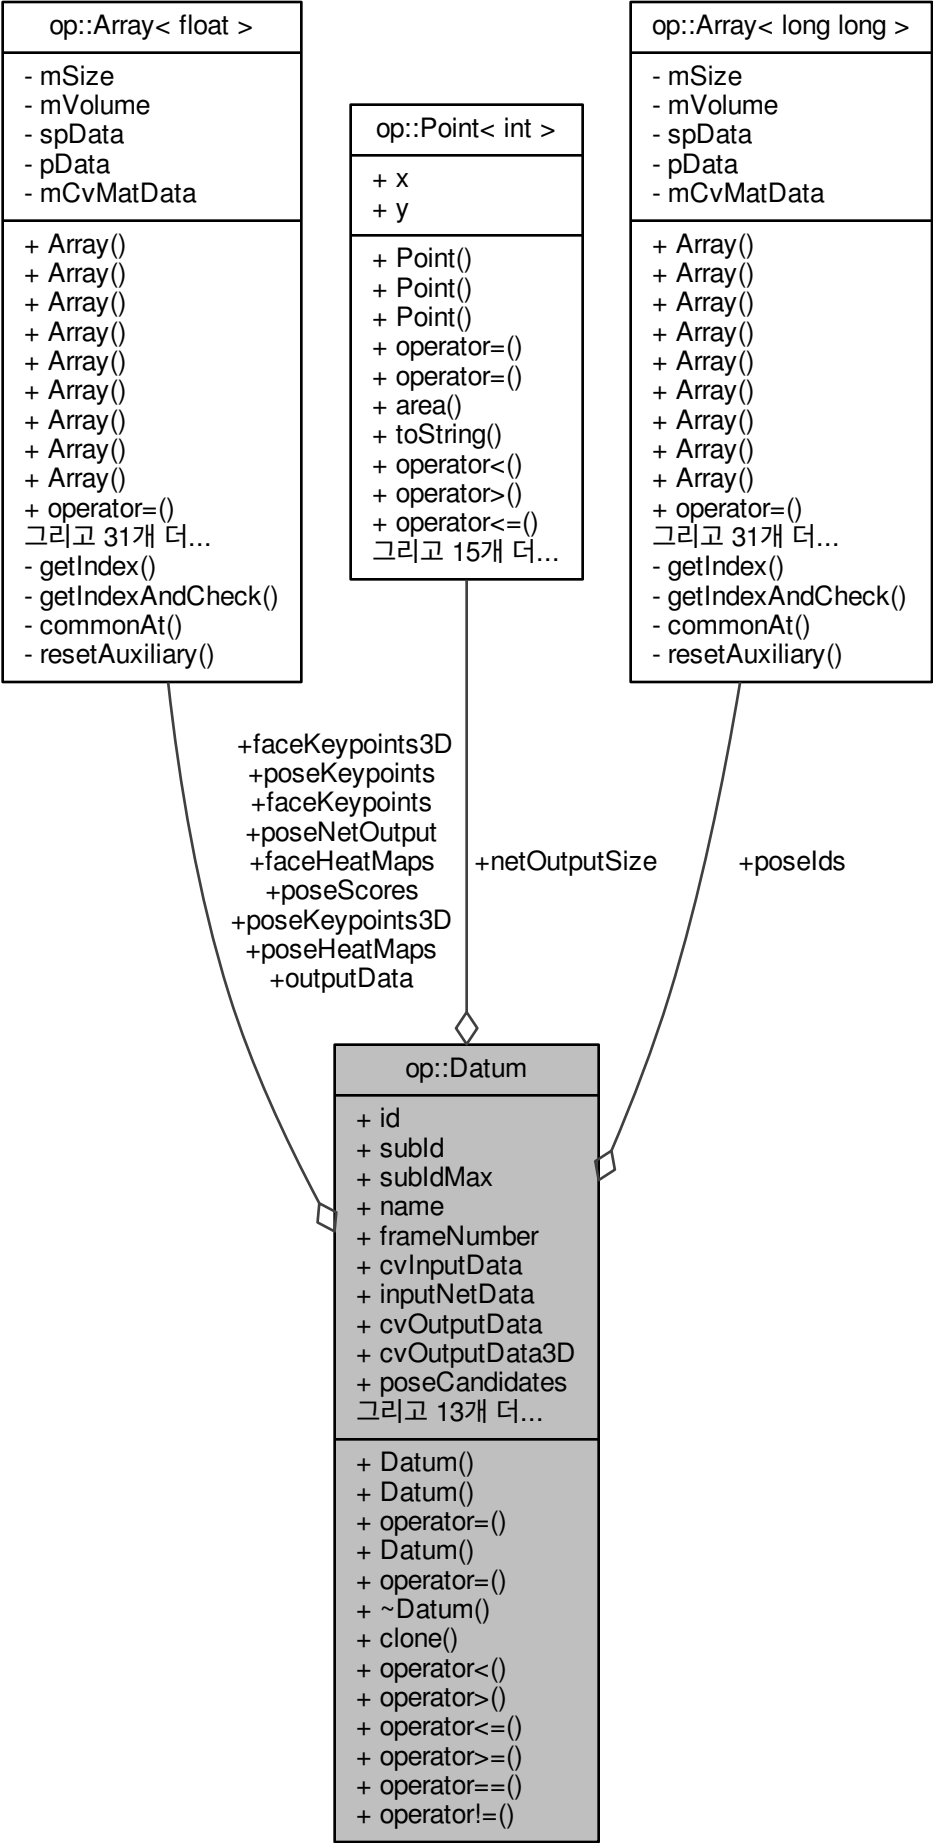 op::Array< float >
- mSize
- mVolume
- spData
- pData
- mCvMatData
+ Array()
+ Array()
+ Array()
+ Array()
+ Array()
+ Array()
+ Array()
+ Array()
+ Array()
+ operator=()
그리고 31개 더...
- getIndex()
- getIndexAndCheck()
- commonAt()
- resetAuxiliary()
op::Point< int >
+ x
+ y
+ Point()
+ Point()
+ Point()
+ operator=()
+ operator=()
+ area()
+ toString()
+ operator<()
+ operator>()
+ operator<=()
그리고 15개 더...
op::Array< long long >
- mSize
- mVolume
- spData
- pData
- mCvMatData
+ Array()
+ Array()
+ Array()
+ Array()
+ Array()
+ Array()
+ Array()
+ Array()
+ Array()
+ operator=()
그리고 31개 더...
- getIndex()
- getIndexAndCheck()
- commonAt()
- resetAuxiliary()
+faceKeypoints3D
+poseKeypoints
+faceKeypoints
+poseNetOutput
+faceHeatMaps
+poseScores
+poseKeypoints3D
+poseHeatMaps
+outputData
+netOutputSize
+poseIds
op::Datum
+ id
+ subId
+ subIdMax
+ name
+ frameNumber
+ cvInputData
+ inputNetData
+ cvOutputData
+ cvOutputData3D
+ poseCandidates
그리고 13개 더...
+ Datum()
+ Datum()
+ operator=()
+ Datum()
+ operator=()
+ ~Datum()
+ clone()
+ operator<()
+ operator>()
+ operator<=()
+ operator>=()
+ operator==()
+ operator!=()